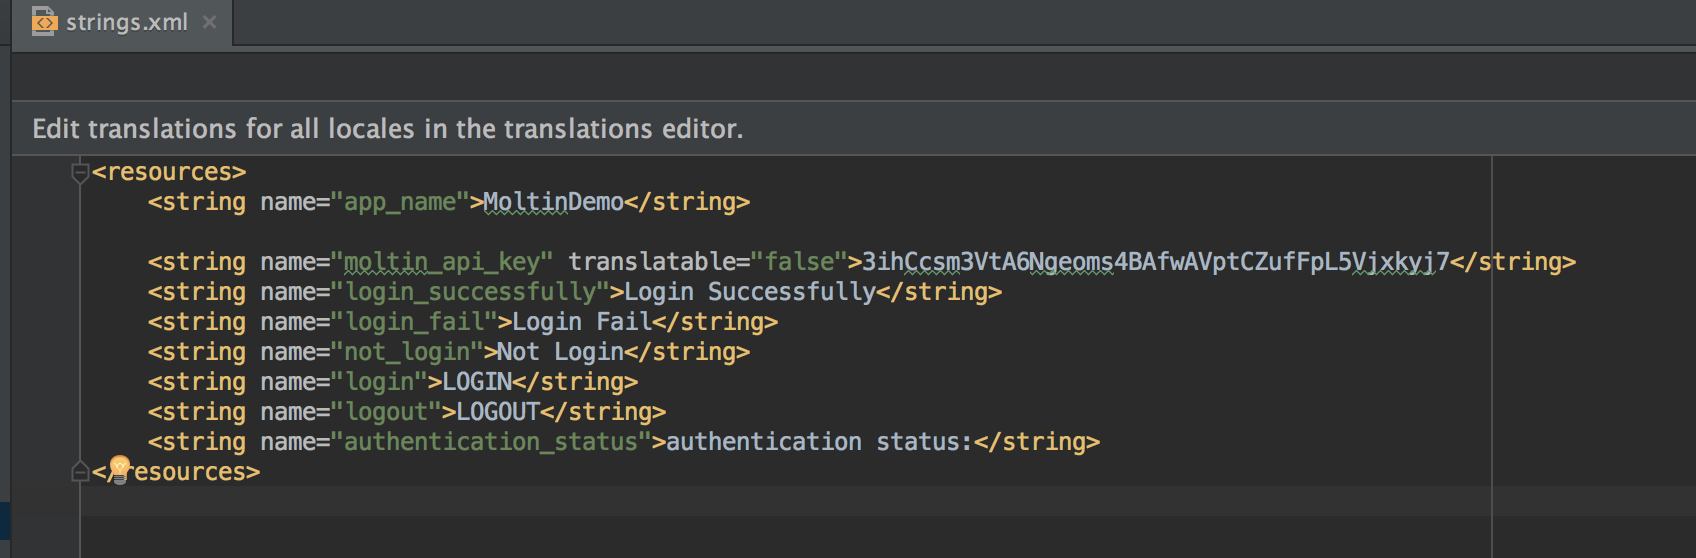 strings.xml
Edit translations for all locales in the translations editor.
<resources>
<string name="app_name">MoltinDemo</string>
<string name="moltin_api_key" translatable="false">3ihCcsm3VtA6Ngeoms4BAfwAVptCZufFpL5Vjxkyj7</string>
<string name="login_successfully">Login Successfully</string>
<string name="login_fail">Login Fail</string>
<string name="not_login">Not Login</string>
<string name="login">LOGIN</string>
<string name="logout">LOGOUT</string>
<string name="authentication_status">authentication status:</string>
</resources>